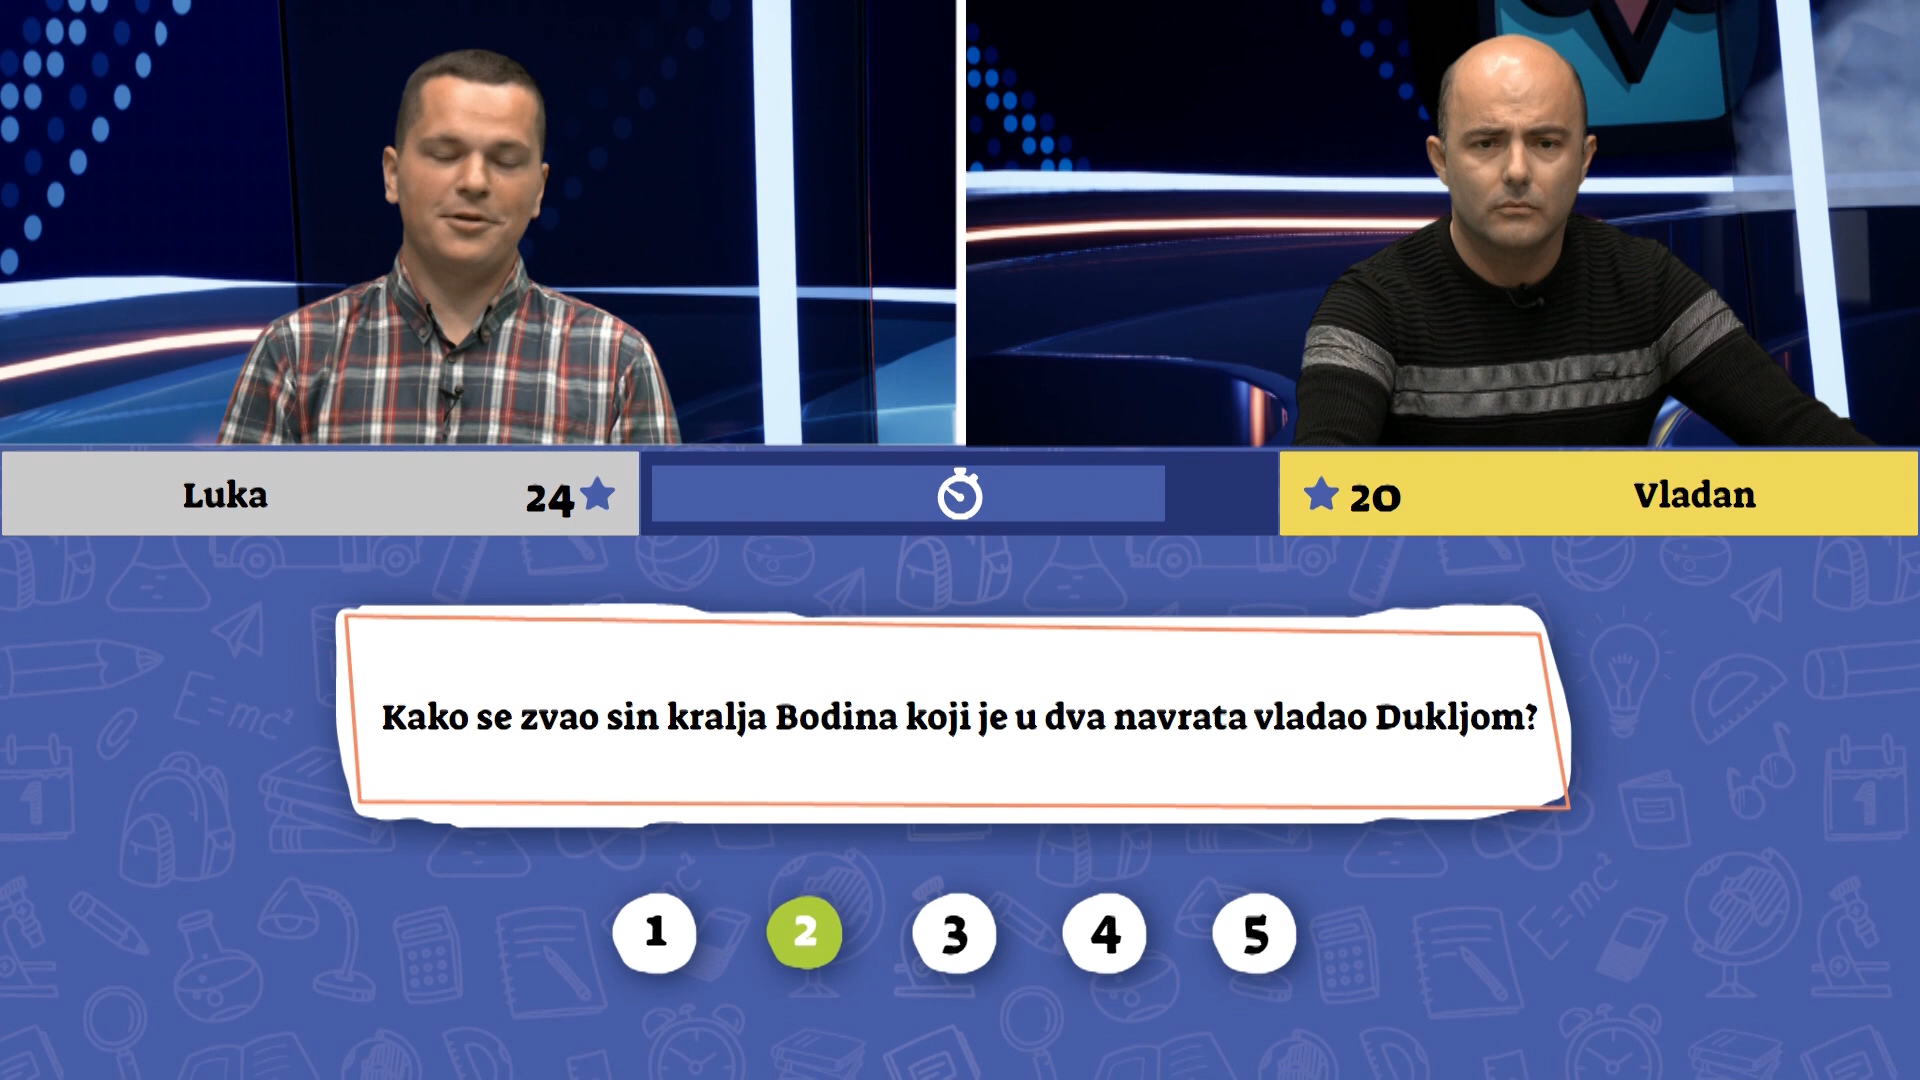 Luka 24 20 Vladan
Kako se zvao sin kralja Bodina koji je u dva navrata vladao Dukljom?
1 2 3 4 5